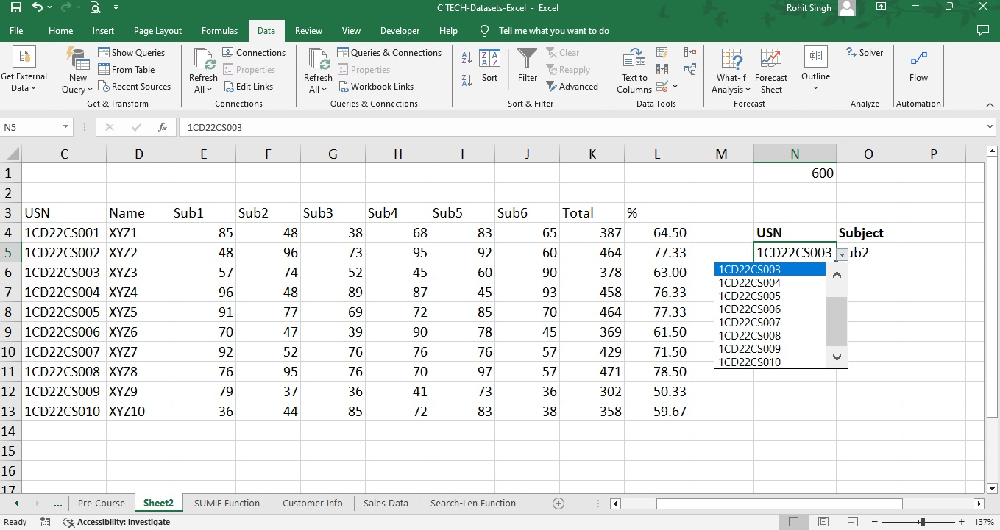 CITECH-Datasets-Excel - Excel
Rohit Singh
File Home Insert Page Layout Formulas Data Review View Developer Help Tell me what you want to do
Get External Data
New Query
Show Queries
From Table
Recent Sources
Get & Transform
Refresh All
Connections
Properties
Edit Links
Connections
Refresh All
Queries & Connections
Properties
Workbook Links
Queries & Connections
Sort
Filter
Clear
Reapply
Advanced
Sort & Filter
Text to Columns
Data Tools
What-If Analysis
Forecast Sheet
Forecast
Outline
Solver
Analyze
Flow
Automation
N5 fx 1CD22CS003
C D E F G H I J K L M N O P
1 600
2
3 USN Name Sub1 Sub2 Sub3 Sub4 Sub5 Sub6 Total %
4 1CD22CS001 XYZ1 85 48 38 68 83 65 387 64.50 USN Subject
5 1CD22CS002 XYZ2 48 96 73 95 92 60 464 77.33 1CD22CS003 ub2
6 1CD22CS003 XYZ3 57 74 52 45 60 90 378 63.00
7 1CD22CS004 XYZ4 96 48 89 87 45 93 458 76.33
8 1CD22CS005 XYZ5 91 77 69 72 85 70 464 77.33
9 1CD22CS006 XYZ6 70 47 39 90 78 45 369 61.50
10 1CD22CS007 XYZ7 92 52 76 76 76 57 429 71.50
11 1CD22CS008 XYZ8 76 95 76 70 97 57 471 78.50
12 1CD22CS009 XYZ9 79 37 36 41 73 36 302 50.33
13 1CD22CS010 XYZ10 36 44 85 72 83 38 358 59.67
14
15
16
17
1CD22CS003
1CD22CS004
1CD22CS005
1CD22CS006
1CD22CS007
1CD22CS008
1CD22CS009
1CD22CS010
... Pre Course Sheet2 SUMIF Function Customer Info Sales Data Search-Len Function
Ready Accessibility: Investigate 137%